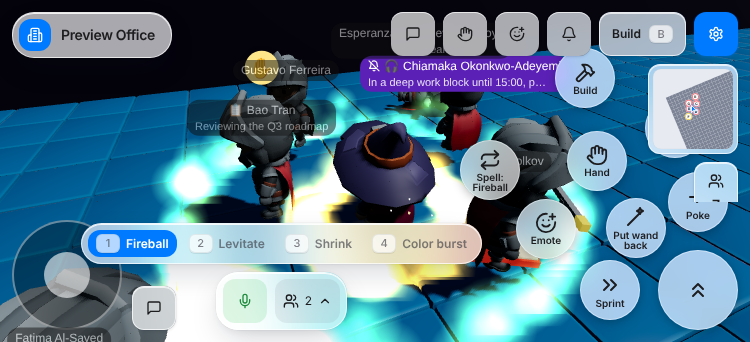 Preview Office
Esperanza
Build B
Gustavo Ferreira
Chiamaka Okonkwo-Adeyem
In a deep work block until 15:00, p…
Build
Bao Tran
Reviewing the Q3 roadmap
olkov
Spell:
Fireball
Hand
Poke
Emote
Put wand
back
1 Fireball
2 Levitate
3 Shrink
4 Color burst
2
Sprint
Fatima Al-Sayed